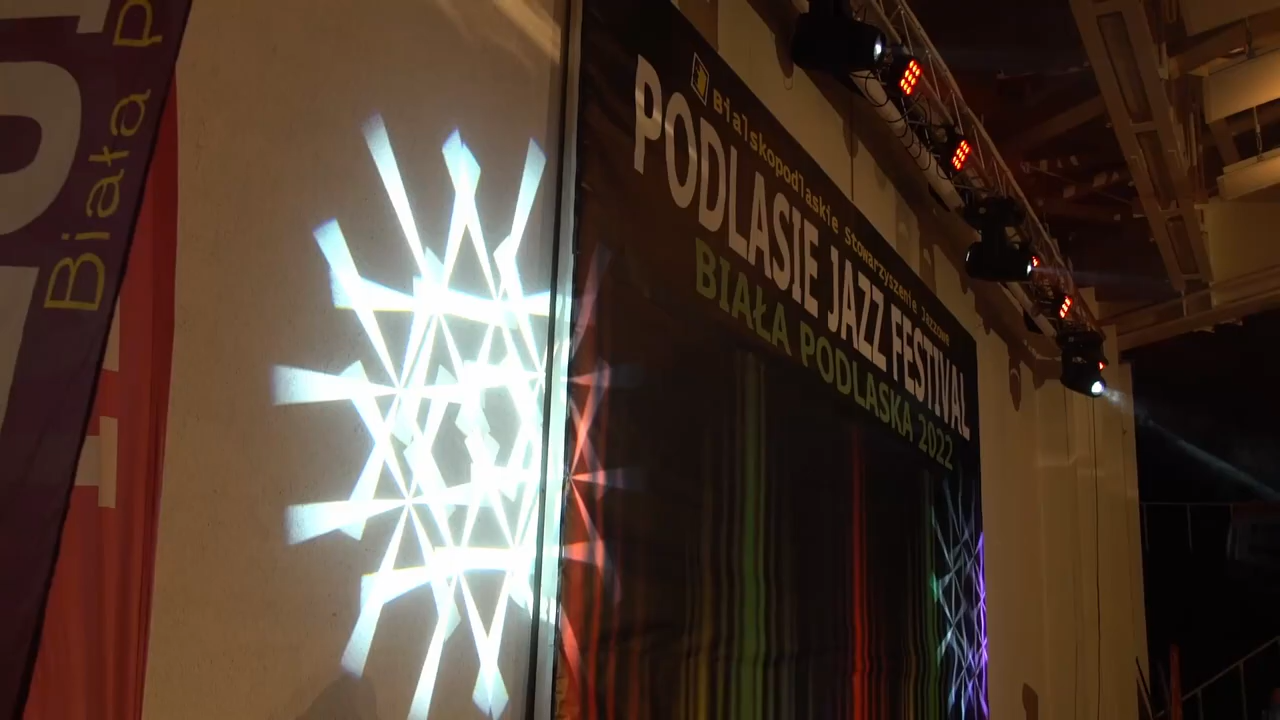 Biała P
Bialskopodlaskie Stowarzyszenie Jazzowe
PODLASIE JAZZ FESTIVAL
BIAŁA PODLASKA 2022